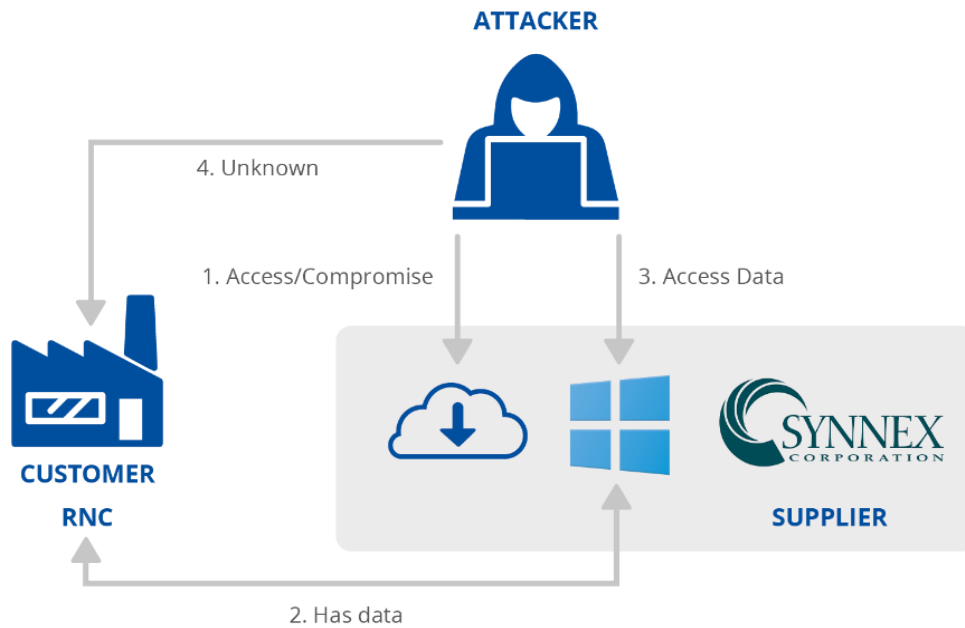 ATTACKER
4. Unknown
1. Access/Compromise
3. Access Data
SYNNEX
CORPORATION
CUSTOMER
RNC
SUPPLIER
2. Has data